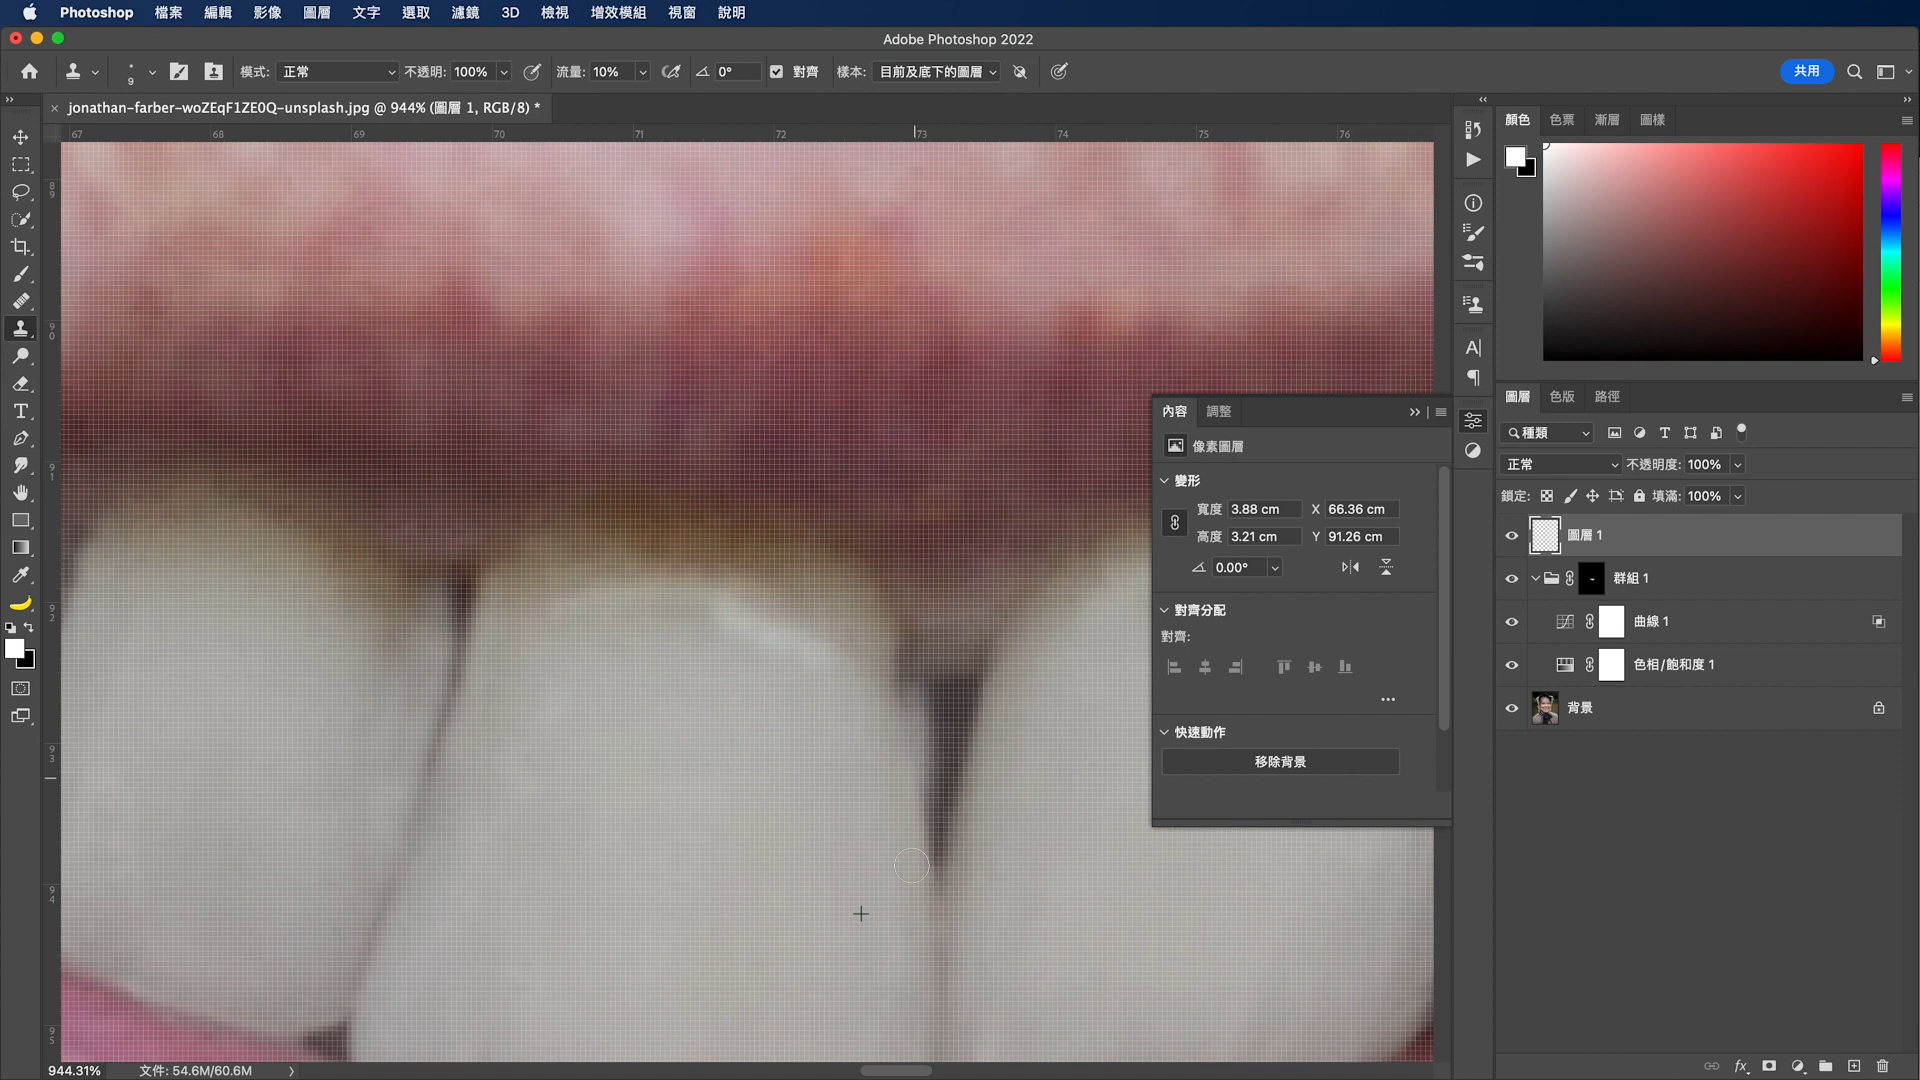 Photoshop 檔案 編輯 影像 圖層 文字 選取 濾鏡 3D 檢視 增效模組 視窗 說明
Adobe Photoshop 2022
9 模式: 正常 不透明: 100% 流量: 10% 0° 對齊 樣本: 目前及底下的圖層 共用
jonathan-farber-woZEqF1ZE0Q-unsplash.jpg @ 944% (圖層 1, RGB/8) *
67 68 69 70 71 72 73 74 75 76
89
90
91
92
93
94
95
顏色 色票 漸層 圖樣
內容 調整
像素圖層
變形
寬度 3.88 cm X 66.36 cm
高度 3.21 cm Y 91.26 cm
0.00°
對齊分配
對齊:
快速動作
移除背景
圖層 色版 路徑
種類
正常 不透明度: 100%
鎖定: 填滿: 100%
圖層 1
群組 1
曲線 1
色相/飽和度 1
背景
944.31% 文件: 54.6M/60.6M